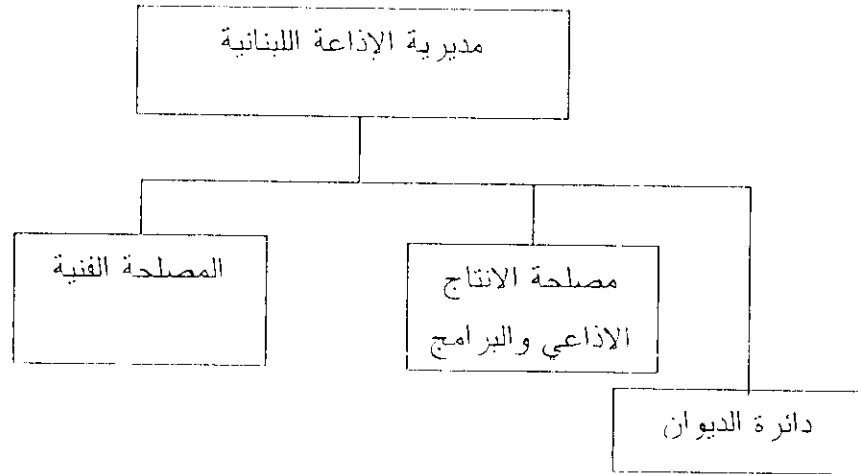 مديرية الإذاعة اللبنانية
المصلحة الفنية
مصلحة الانتاج
الاذاعي والبرامج
دائرة الديوان